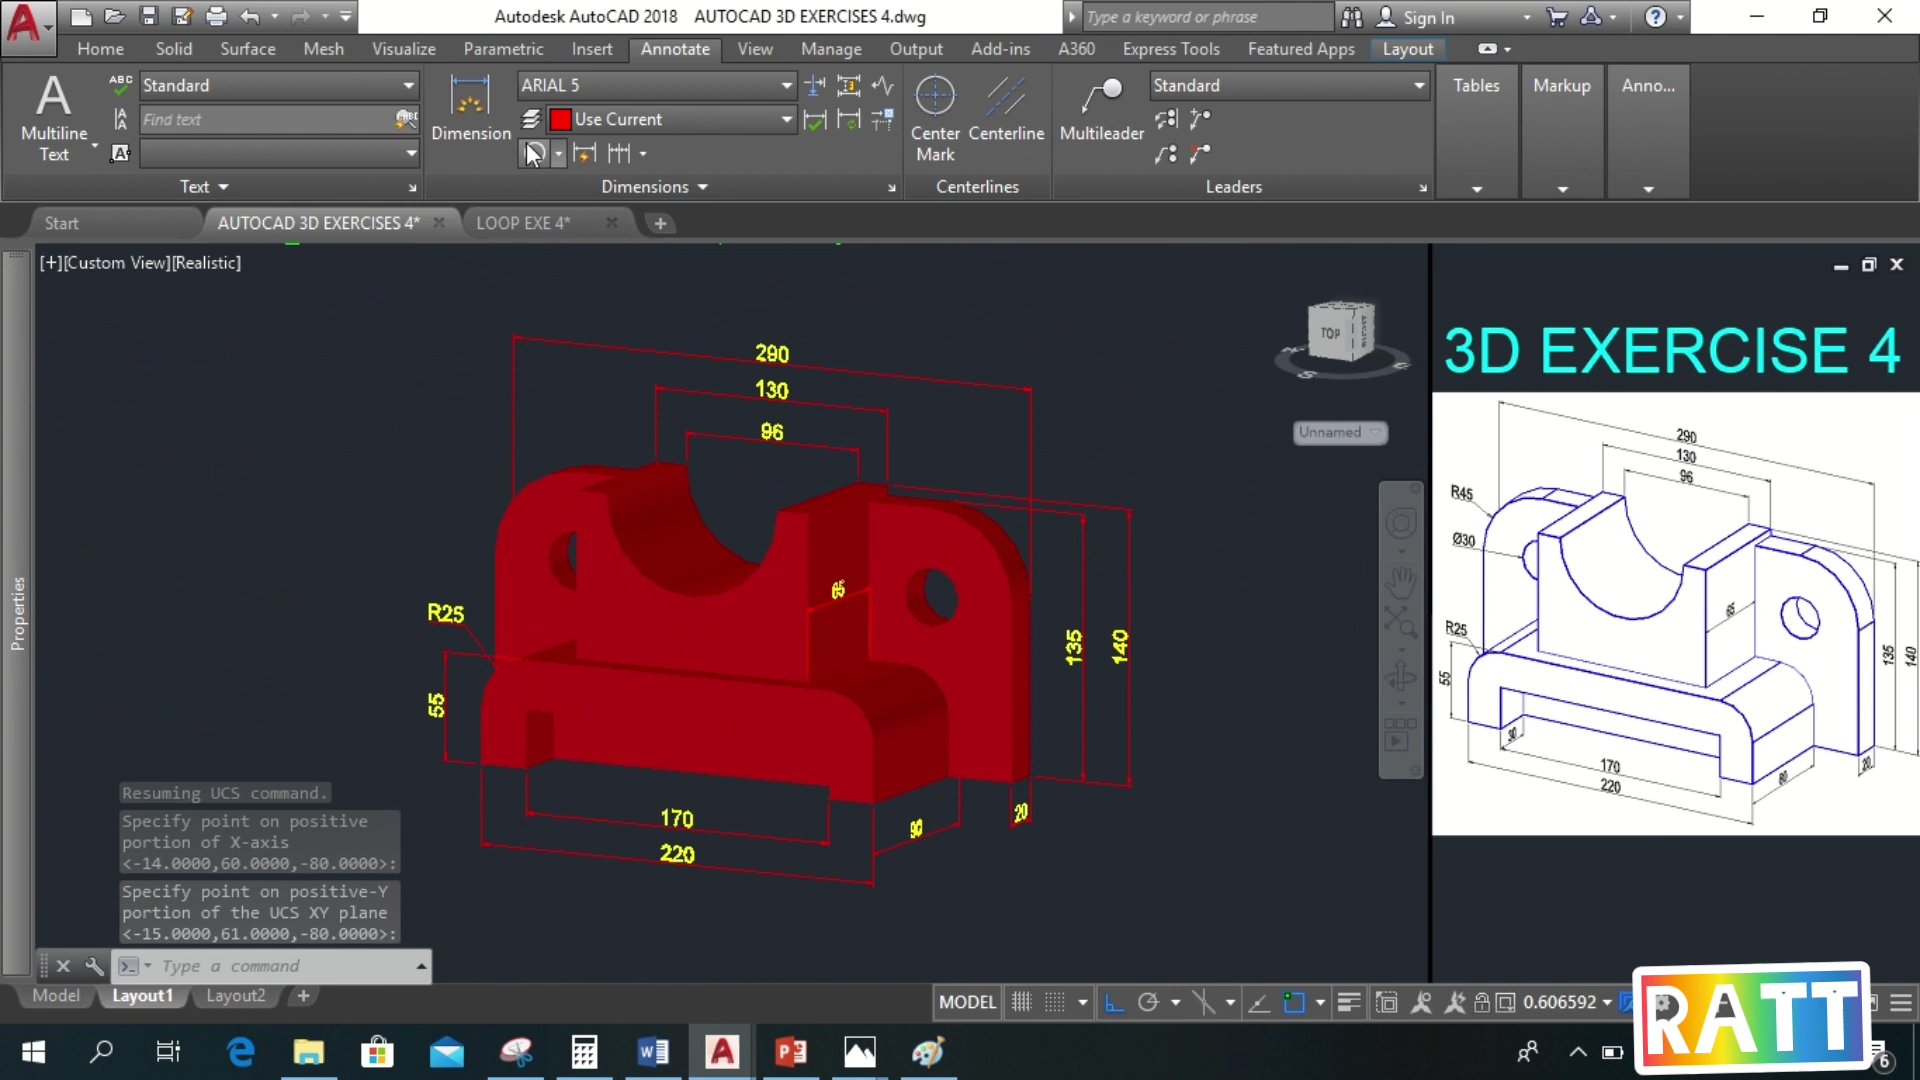 Autodesk AutoCAD 2018 AUTOCAD 3D EXERCISES 4.dwg
Type a keyword or phrase
Sign In
Home Solid Surface Mesh Visualize Parametric Insert Annotate View Manage Output Add-ins A360 Express Tools Featured Apps Layout
A
Multiline
Text
ABC
Standard
Find text
Text
Dimension
ARIAL 5
Use Current
Dimensions
Center
Mark
Centerline
Centerlines
Multileader
Standard
Leaders
Tables
Markup
Anno...
Start
AUTOCAD 3D EXERCISES 4*
LOOP EXE 4*
[+][Custom View][Realistic]
Properties
TOP
Unnamed
290
130
96
65
R25
55
135
140
170
220
20
3D EXERCISE 4
290
130
96
R45
Ø30
65
R25
55
135
140
30
170
220
80
20
Resuming UCS command.
Specify point on positive
portion of X-axis
<-14.0000,60.0000,-80.0000>:
Specify point on positive-Y
portion of the UCS XY plane
<-15.0000,61.0000,-80.0000>:
Type a command
Model Layout1 Layout2
MODEL
0.606592
RATT
6